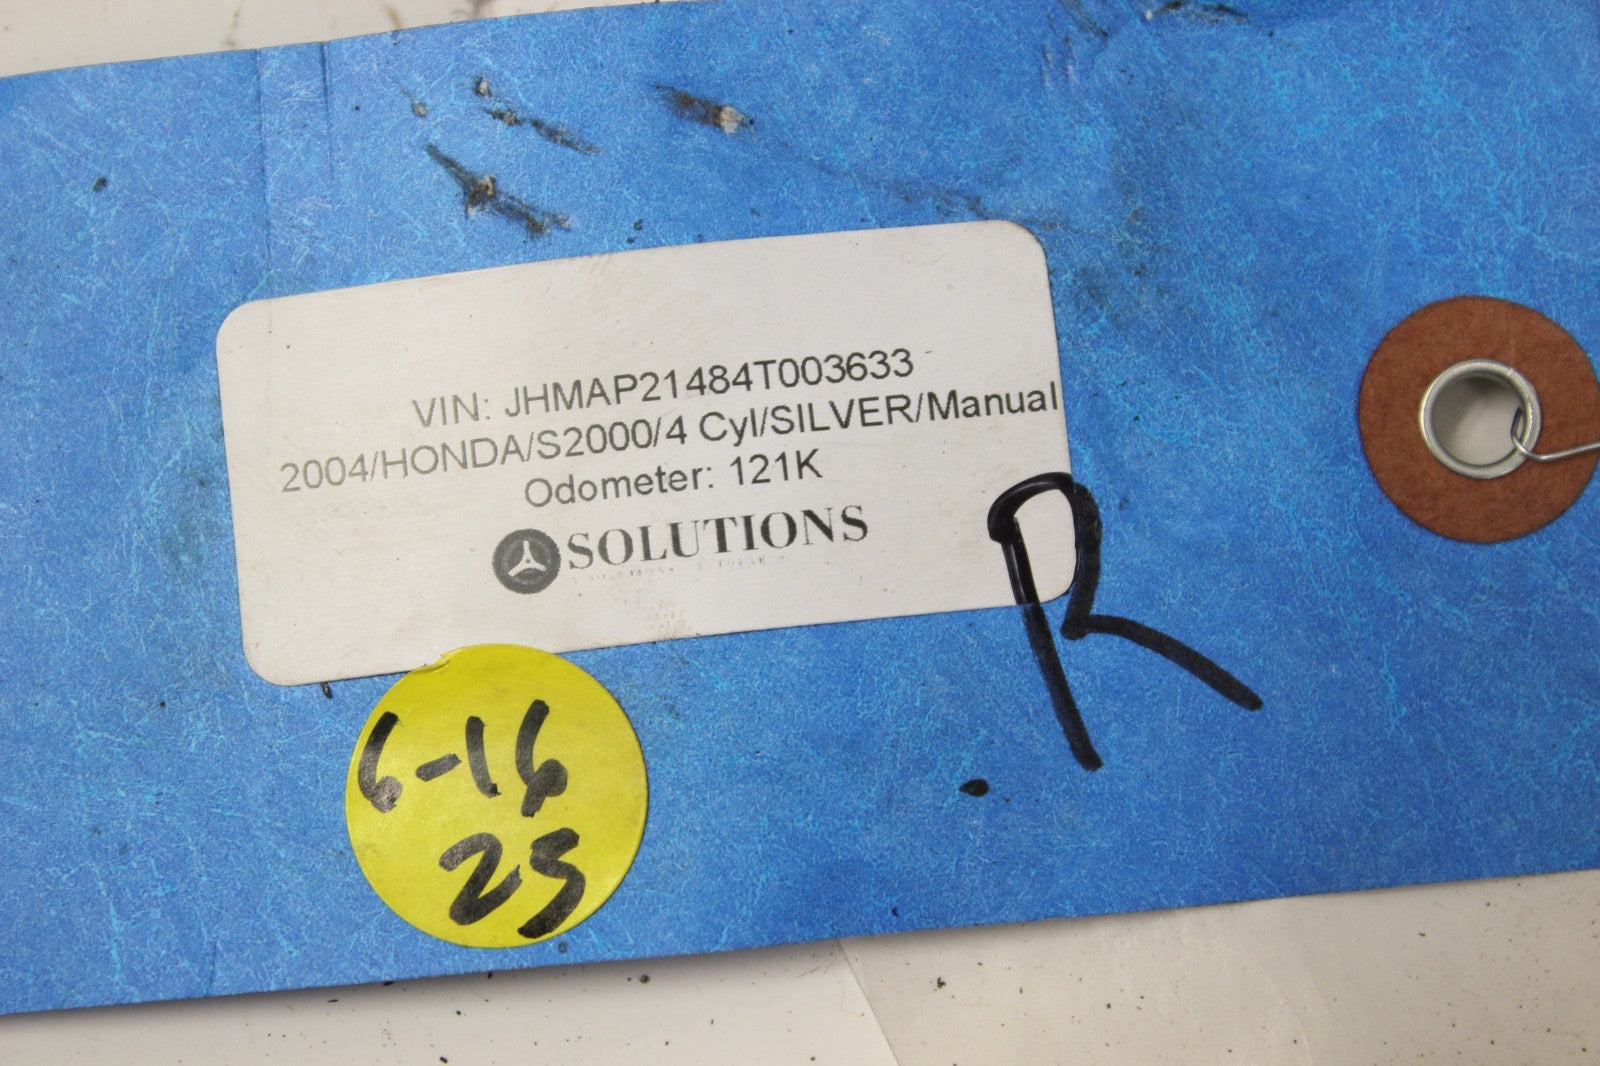 VIN: JHMAP21484T003633
2004/HONDA/S2000/4 Cyl/SILVER/Manual
Odometer: 121K
SOLUTIONS
R
6-16
25